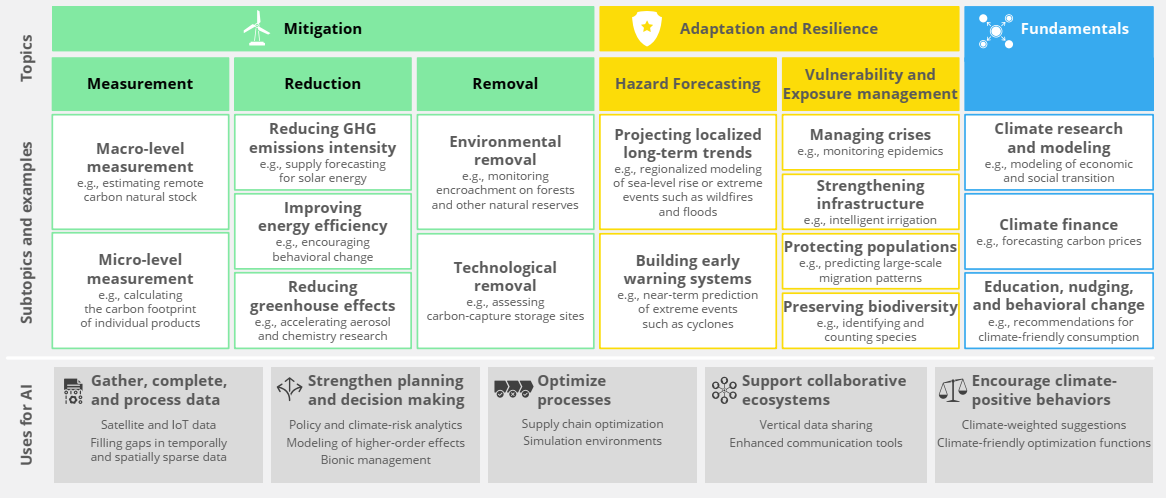 Topics
Mitigation
Adaptation and Resilience
Fundamentals
Measurement
Reduction
Removal
Hazard Forecasting
Vulnerability and
Exposure management
Subtopics and examples
Macro-level
measurement
e.g., estimating remote
carbon natural stock
Micro-level
measurement
e.g., calculating
the carbon footprint
of individual products
Reducing GHG
emissions intensity
e.g., supply forecasting
for solar energy
Improving
energy efficiency
e.g., encouraging
behavioral change
Reducing
greenhouse effects
e.g., accelerating aerosol
and chemistry research
Environmental
removal
e.g., monitoring
encroachment on forests
and other natural reserves
Technological
removal
e.g., assessing
carbon-capture storage sites
Projecting localized
long-term trends
e.g., regionalized modeling
of sea-level rise or extreme
events such as wildfires
and floods
Building early
warning systems
e.g., near-term prediction
of extreme events
such as cyclones
Managing crises
e.g., monitoring epidemics
Strengthening
infrastructure
e.g., intelligent irrigation
Protecting populations
e.g., predicting large-scale
migration patterns
Preserving biodiversity
e.g., identifying and
counting species
Climate research
and modeling
e.g., modeling of economic
and social transition
Climate finance
e.g., forecasting carbon prices
Education, nudging,
and behavioral change
e.g., recommendations for
climate-friendly consumption
Uses for AI
Gather, complete,
and process data
Satellite and IoT data
Filling gaps in temporally
and spatially sparse data
Strengthen planning
and decision making
Policy and climate-risk analytics
Modeling of higher-order effects
Bionic management
Optimize
processes
Supply chain optimization
Simulation environments
Support collaborative
ecosystems
Vertical data sharing
Enhanced communication tools
Encourage climate-
positive behaviors
Climate-weighted suggestions
Climate-friendly optimization functions